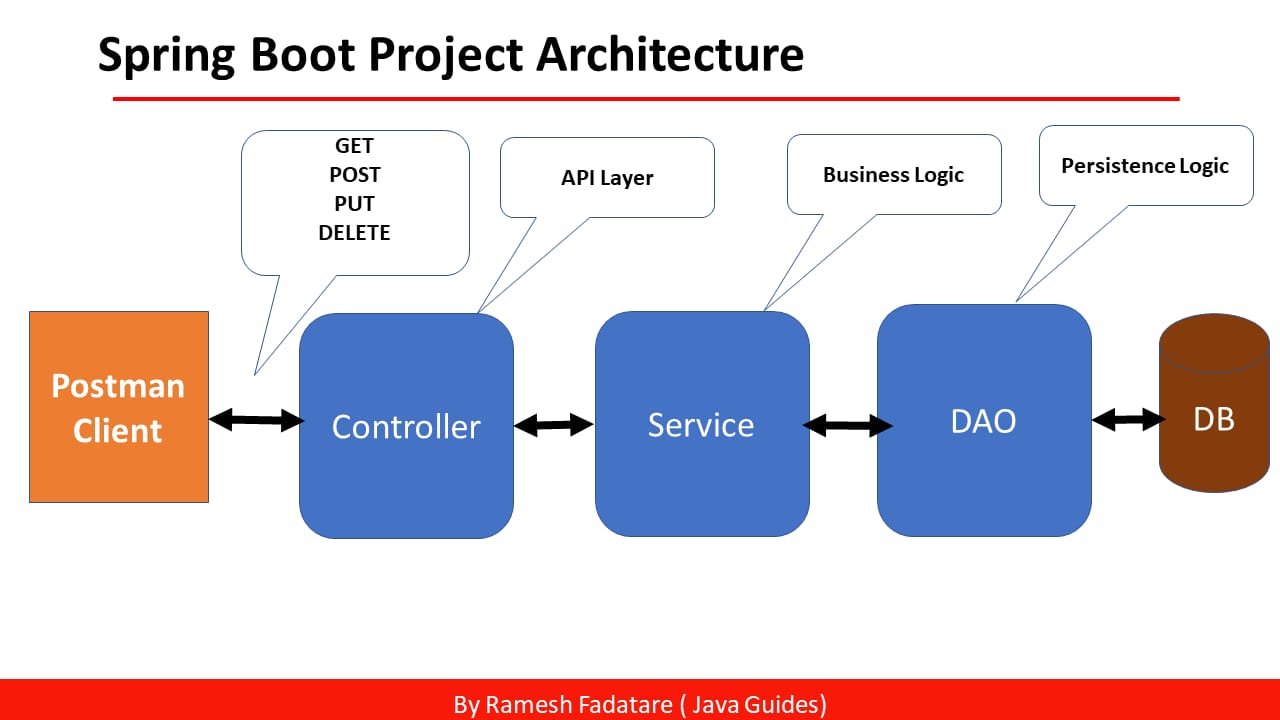 Spring Boot Project Architecture
GET
POST
PUT
DELETE
API Layer
Business Logic
Persistence Logic
Postman
Client
Controller
Service
DAO
DB
By Ramesh Fadatare ( Java Guides)